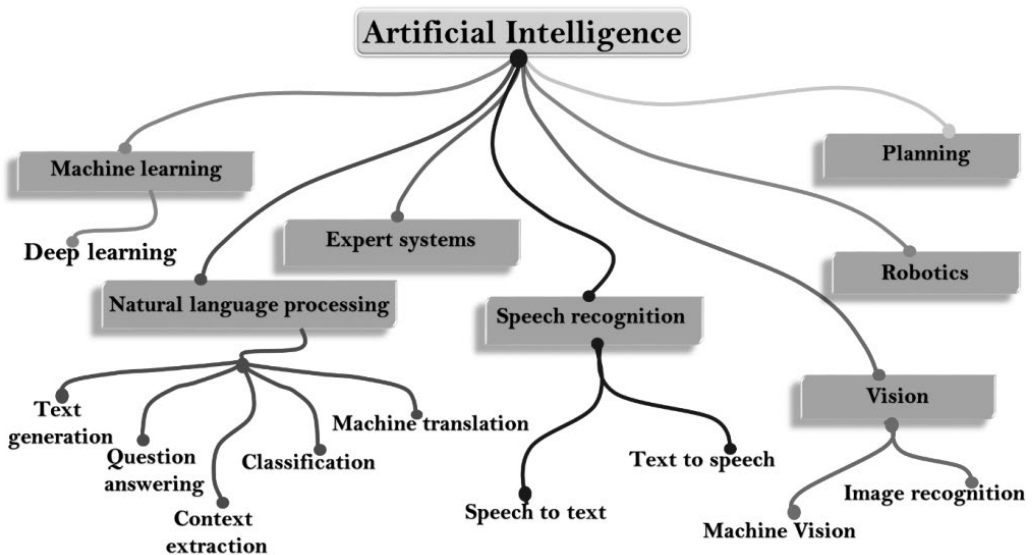 Artificial Intelligence
Machine learning
Planning
Deep learning
Expert systems
Robotics
Natural language processing
Speech recognition
Vision
Text
generation
Question
answering
Context
extraction
Classification
Machine translation
Speech to text
Text to speech
Machine Vision
Image recognition